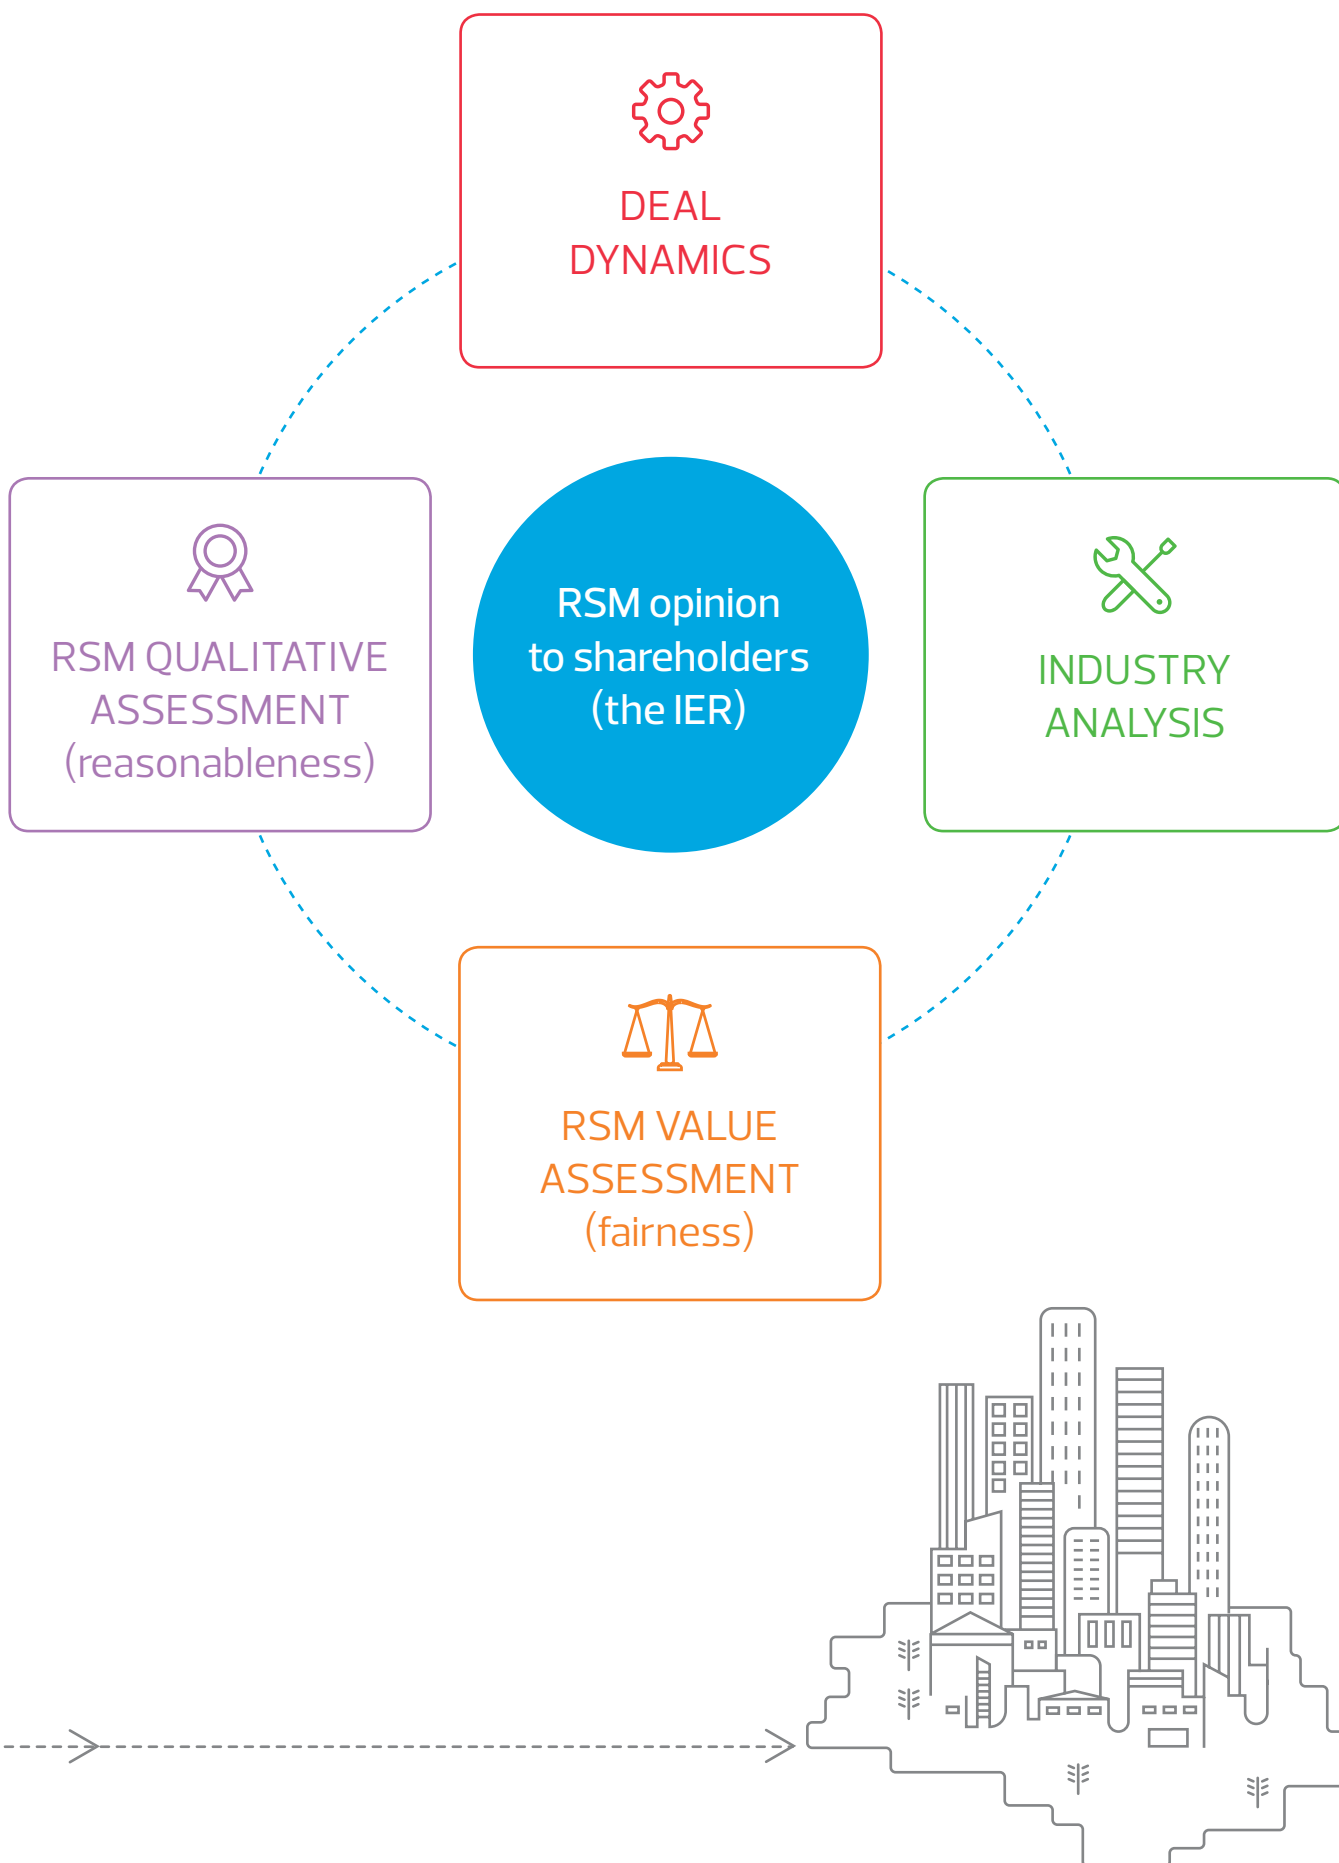 DEAL
DYNAMICS
RSM QUALITATIVE
ASSESSMENT
(reasonableness)
RSM opinion
to shareholders
(the IER)
INDUSTRY
ANALYSIS
RSM VALUE
ASSESSMENT
(fairness)